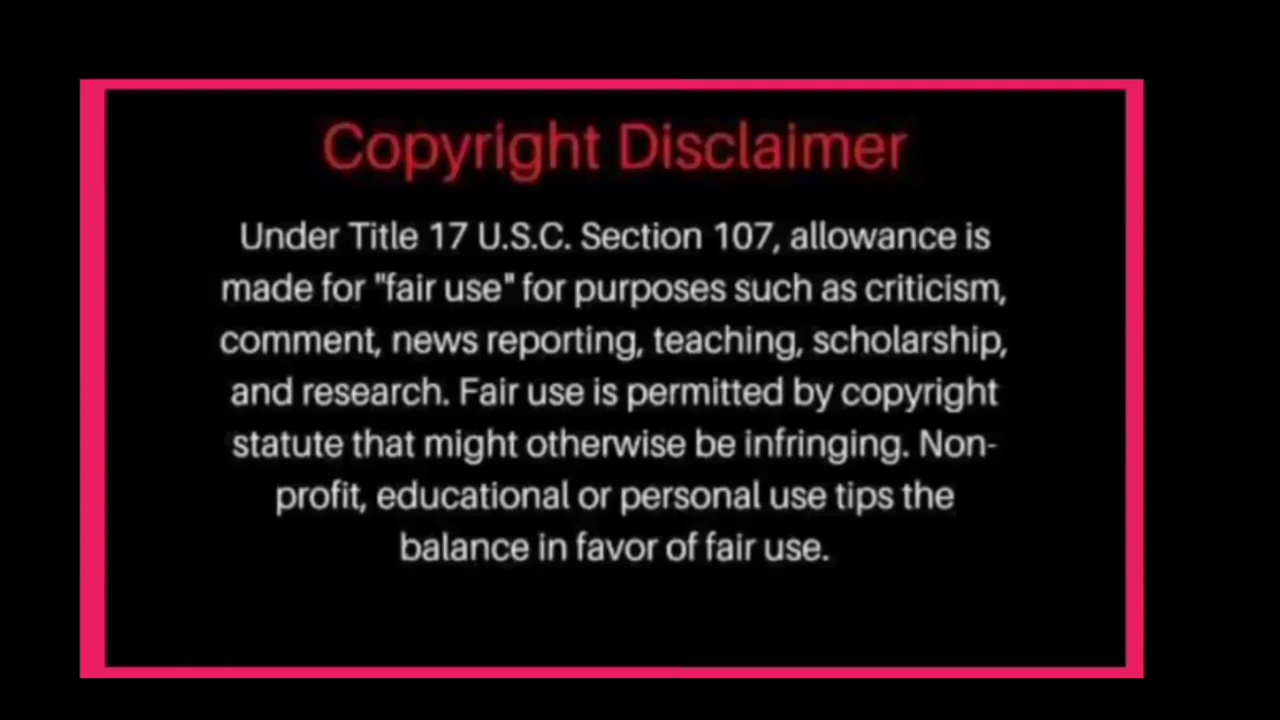 Copyright Disclaimer
Under Title 17 U.S.C. Section 107, allowance is
made for "fair use" for purposes such as criticism,
comment, news reporting, teaching, scholarship,
and research. Fair use is permitted by copyright
statute that might otherwise be infringing. Non-
profit, educational or personal use tips the
balance in favor of fair use.